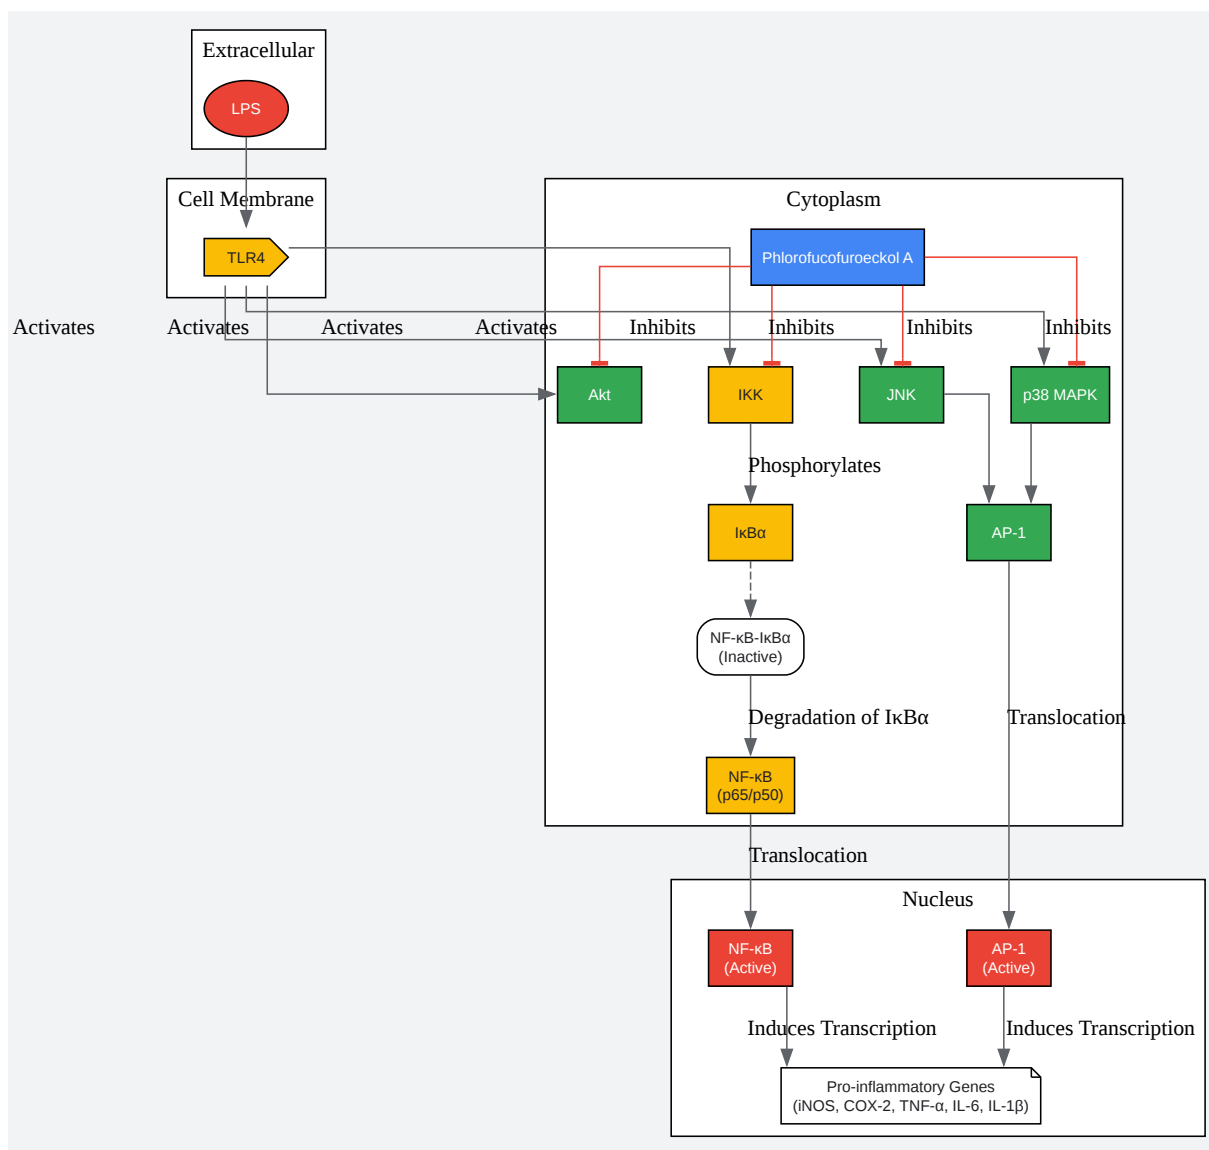 Extracellular
LPS
Cell Membrane
TLR4
Cytoplasm
Phlorofucofuroeckol A
Activates
Activates
Activates
Activates
Inhibits
Inhibits
Inhibits
Inhibits
Akt
IKK
JNK
p38 MAPK
Phosphorylates
IκBα
AP-1
NF-κB-IκBα
(Inactive)
Degradation of IκBα
Translocation
NF-κB
(p65/p50)
Translocation
Nucleus
NF-κB
(Active)
AP-1
(Active)
Induces Transcription
Induces Transcription
Pro-inflammatory Genes
(iNOS, COX-2, TNF-α, IL-6, IL-1β)